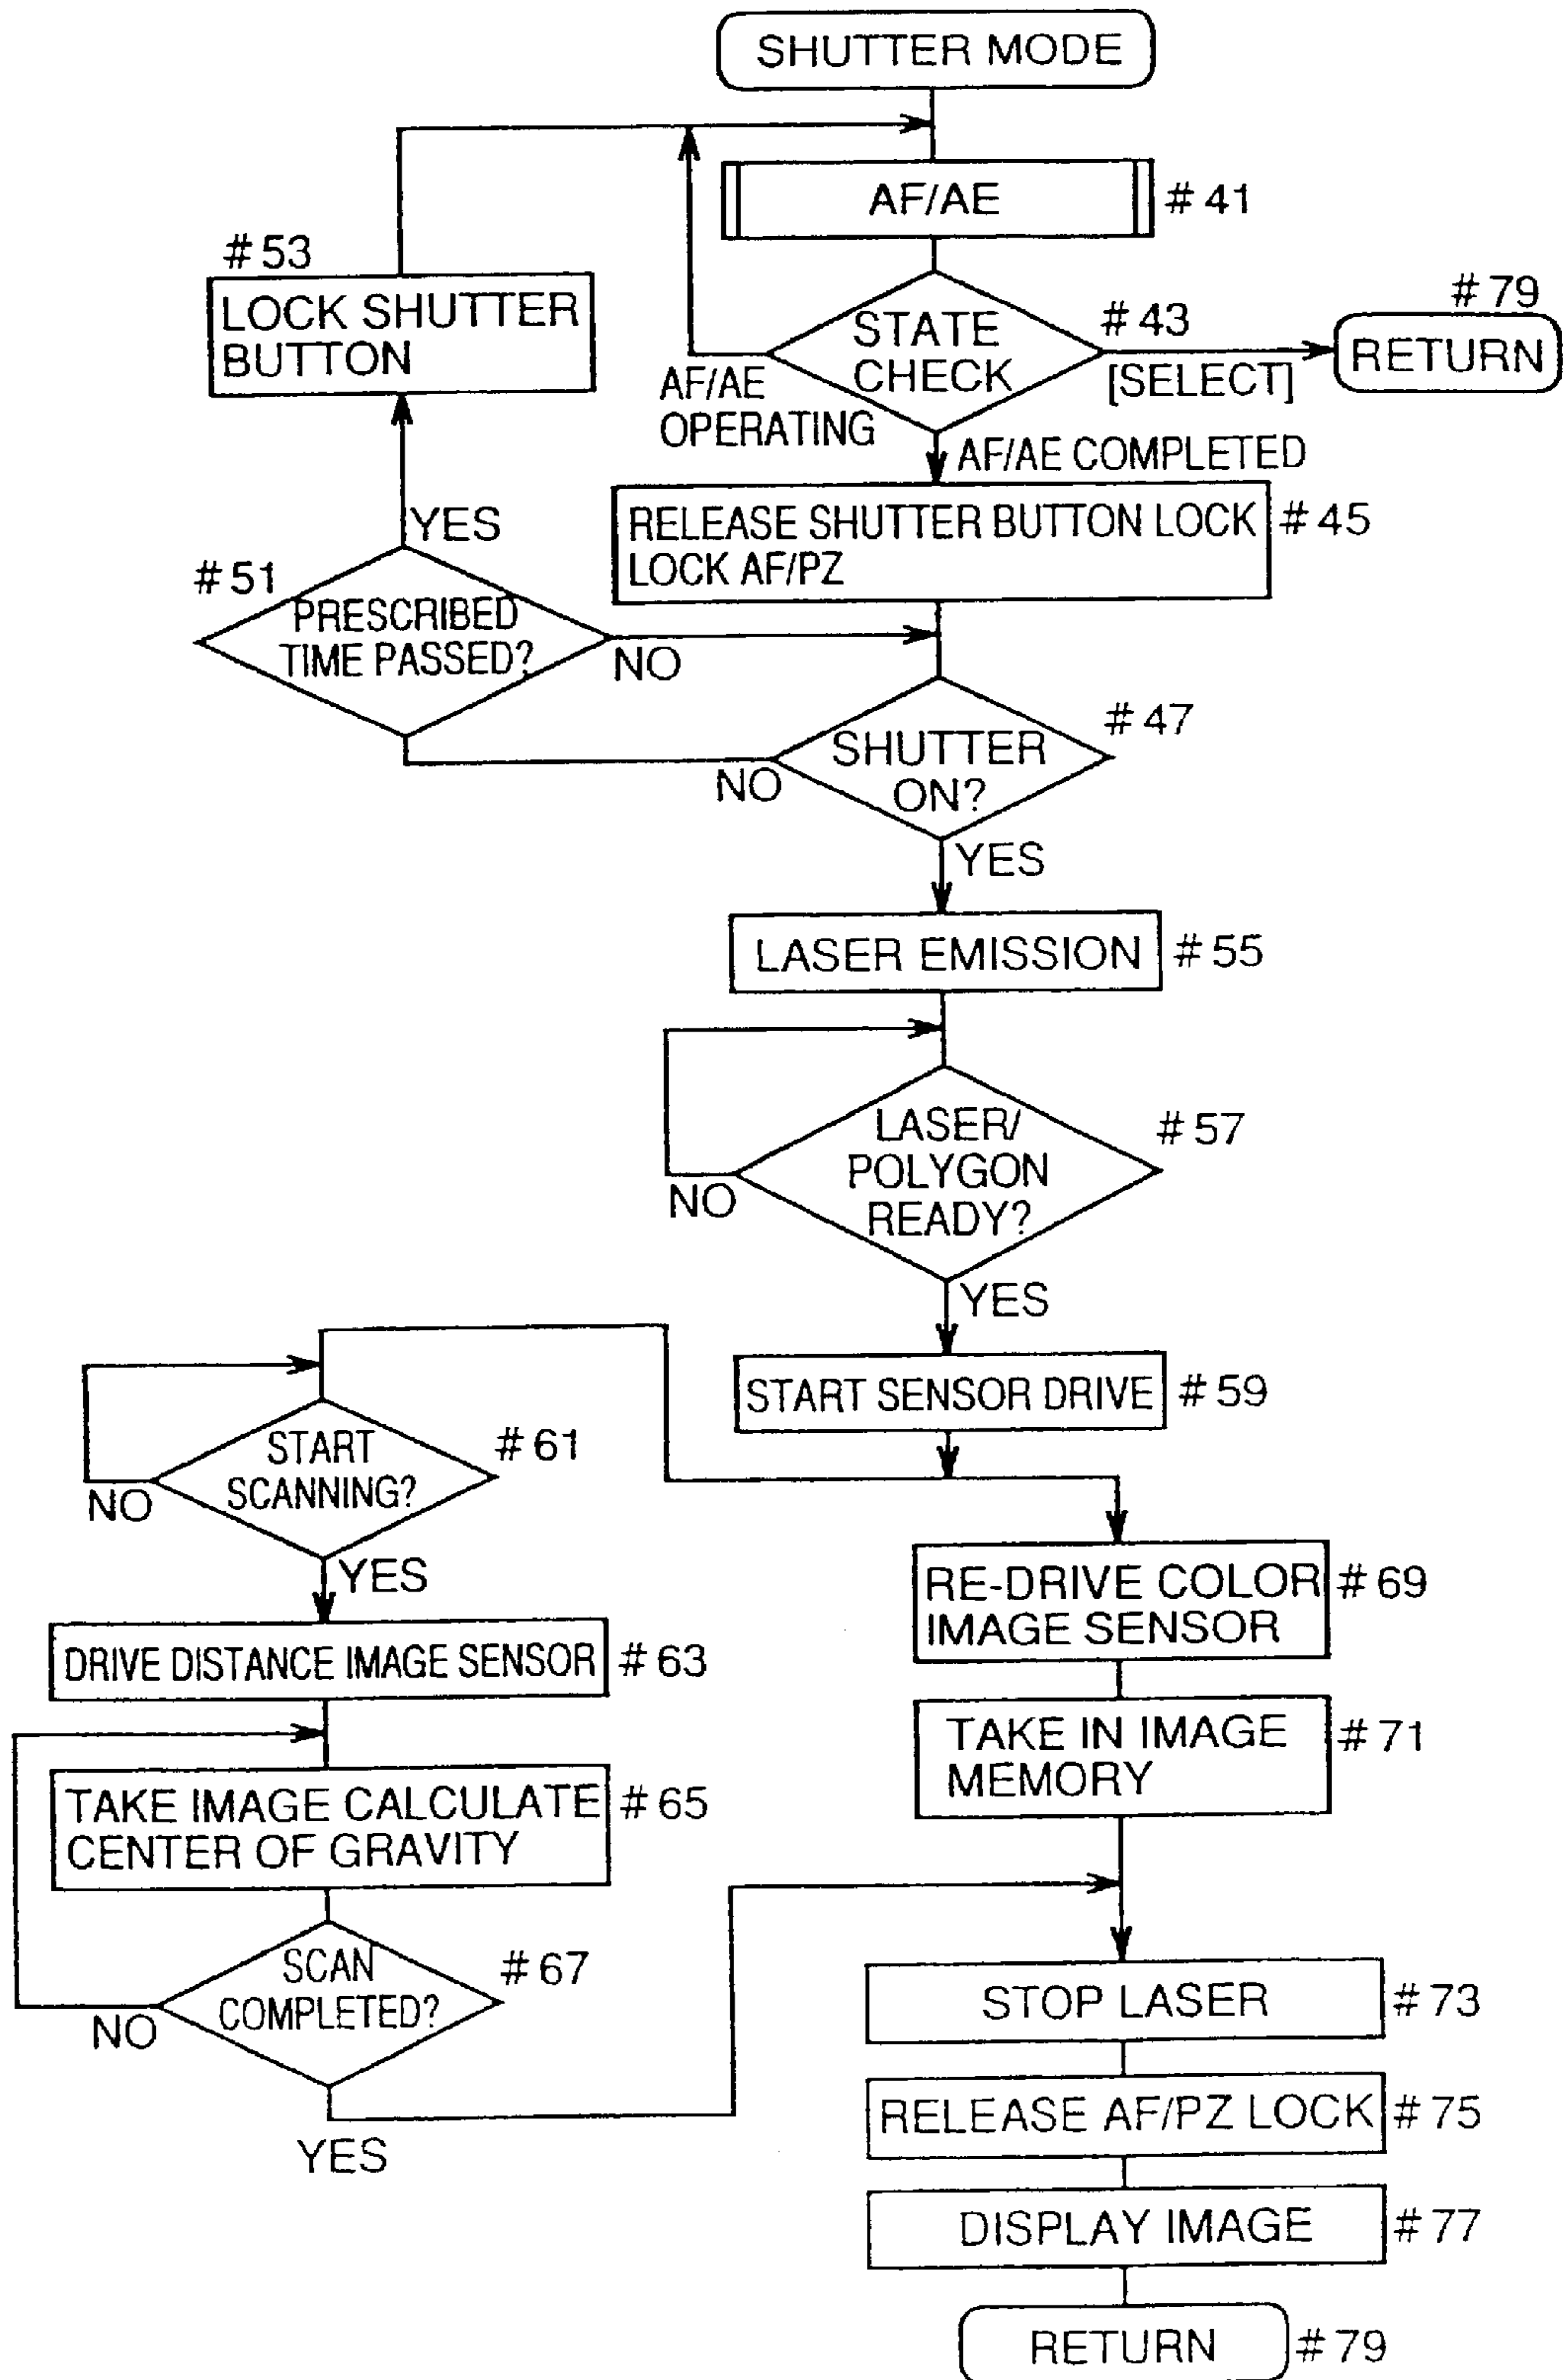 SHUTTER MODE
AF/AE
# 41
# 53
LOCK SHUTTER
BUTTON
STATE
CHECK
# 43
[SELECT]
# 79
RETURN
AF/AE
OPERATING
AF/AE COMPLETED
RELEASE SHUTTER BUTTON LOCK
LOCK AF/PZ
# 45
YES
# 51
PRESCRIBED
TIME PASSED?
NO
# 47
SHUTTER
ON?
NO
YES
LASER EMISSION
# 55
LASER/
POLYGON
READY?
# 57
NO
YES
START SENSOR DRIVE
# 59
START
SCANNING?
# 61
NO
YES
RE-DRIVE COLOR
IMAGE SENSOR
# 69
DRIVE DISTANCE IMAGE SENSOR
# 63
TAKE IN IMAGE
MEMORY
# 71
TAKE IMAGE CALCULATE
CENTER OF GRAVITY
# 65
SCAN
COMPLETED?
# 67
NO
YES
STOP LASER
# 73
RELEASE AF/PZ LOCK
# 75
DISPLAY IMAGE
# 77
RETURN
# 79